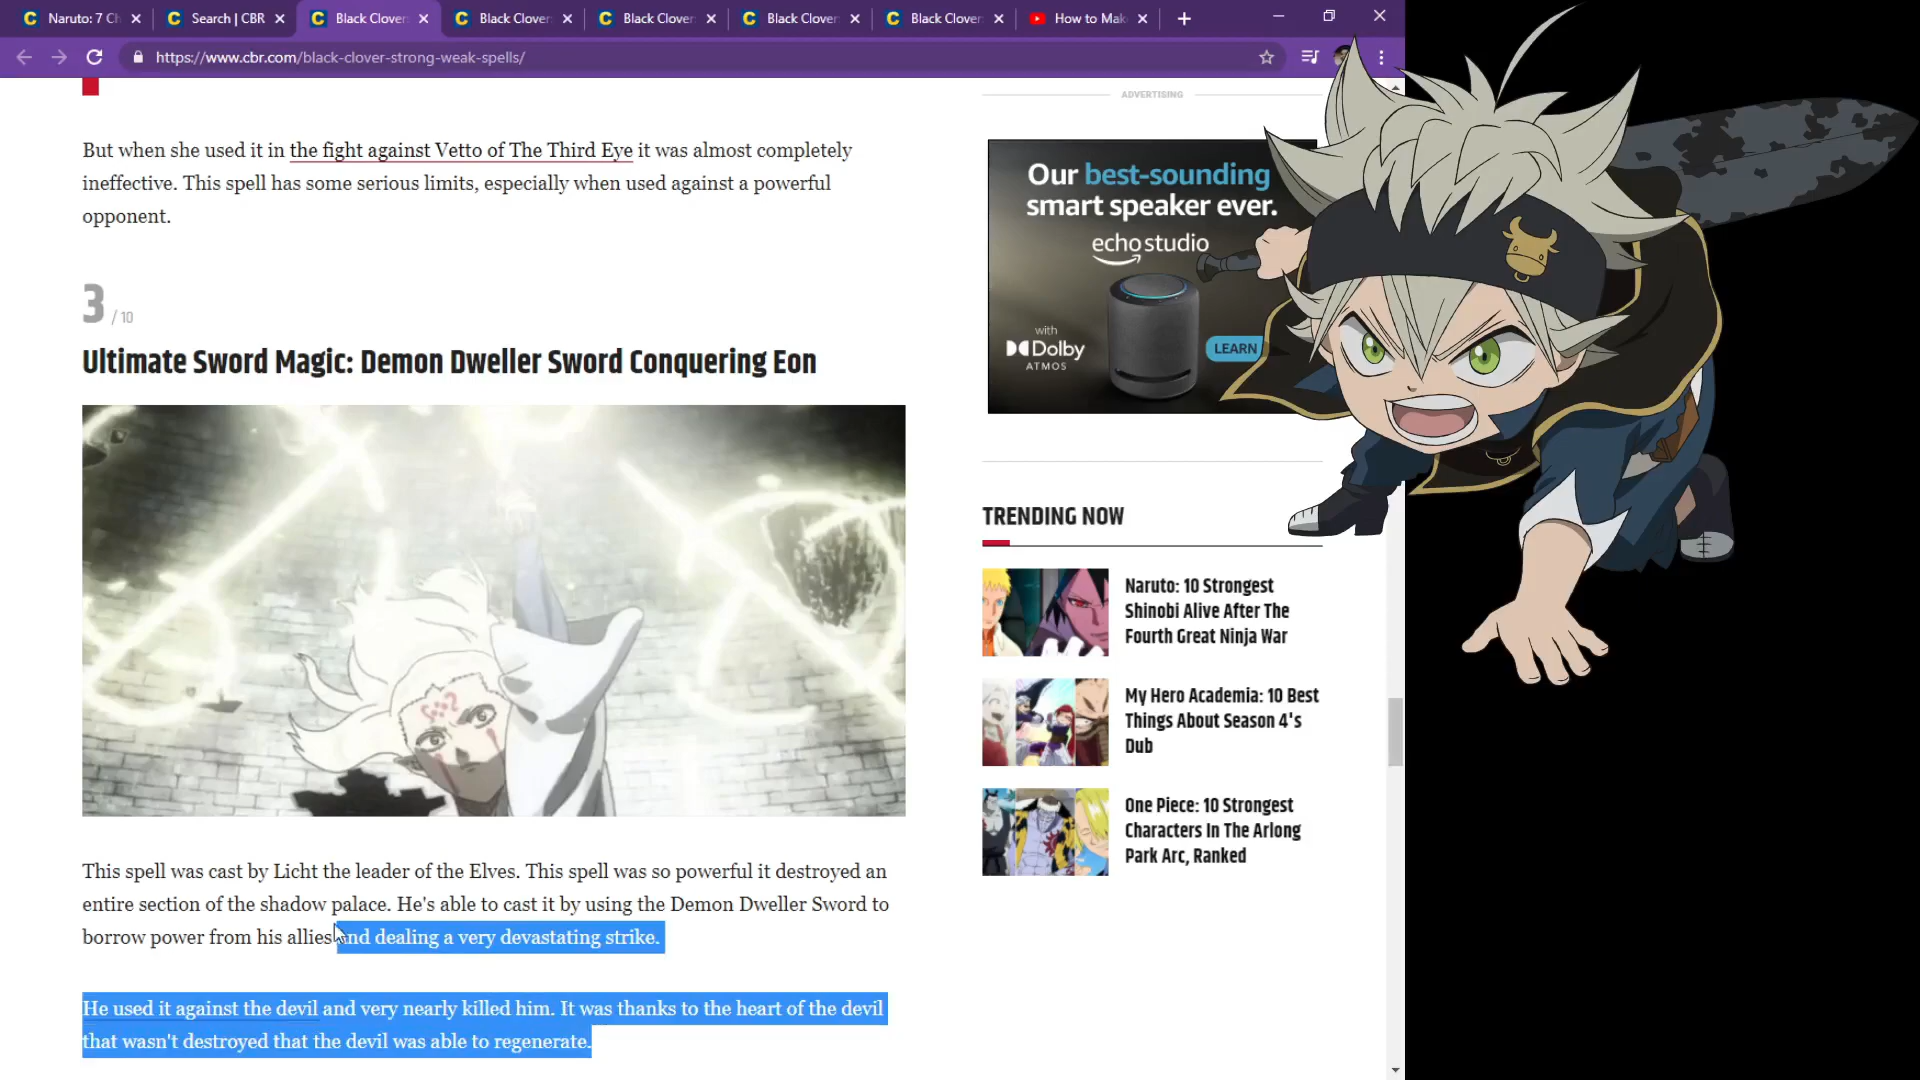 Naruto: 7 Ch
Search | CBR
Black Clover:
Black Clover:
Black Clover:
Black Clover:
Black Clover:
How to Mak
https://www.cbr.com/black-clover-strong-weak-spells/
But when she used it in the fight against Vetto of The Third Eye it was almost completely
ineffective. This spell has some serious limits, especially when used against a powerful
opponent.
3 / 10
Ultimate Sword Magic: Demon Dweller Sword Conquering Eon
This spell was cast by Licht the leader of the Elves. This spell was so powerful it destroyed an
entire section of the shadow palace. He's able to cast it by using the Demon Dweller Sword to
borrow power from his allies and dealing a very devastating strike.
He used it against the devil and very nearly killed him. It was thanks to the heart of the devil
that wasn't destroyed that the devil was able to regenerate.
ADVERTISING
Our best-sounding
smart speaker ever.
echo studio
with
Dolby
ATMOS
LEARN
TRENDING NOW
Naruto: 10 Strongest
Shinobi Alive After The
Fourth Great Ninja War
My Hero Academia: 10 Best
Things About Season 4's
Dub
One Piece: 10 Strongest
Characters In The Arlong
Park Arc, Ranked